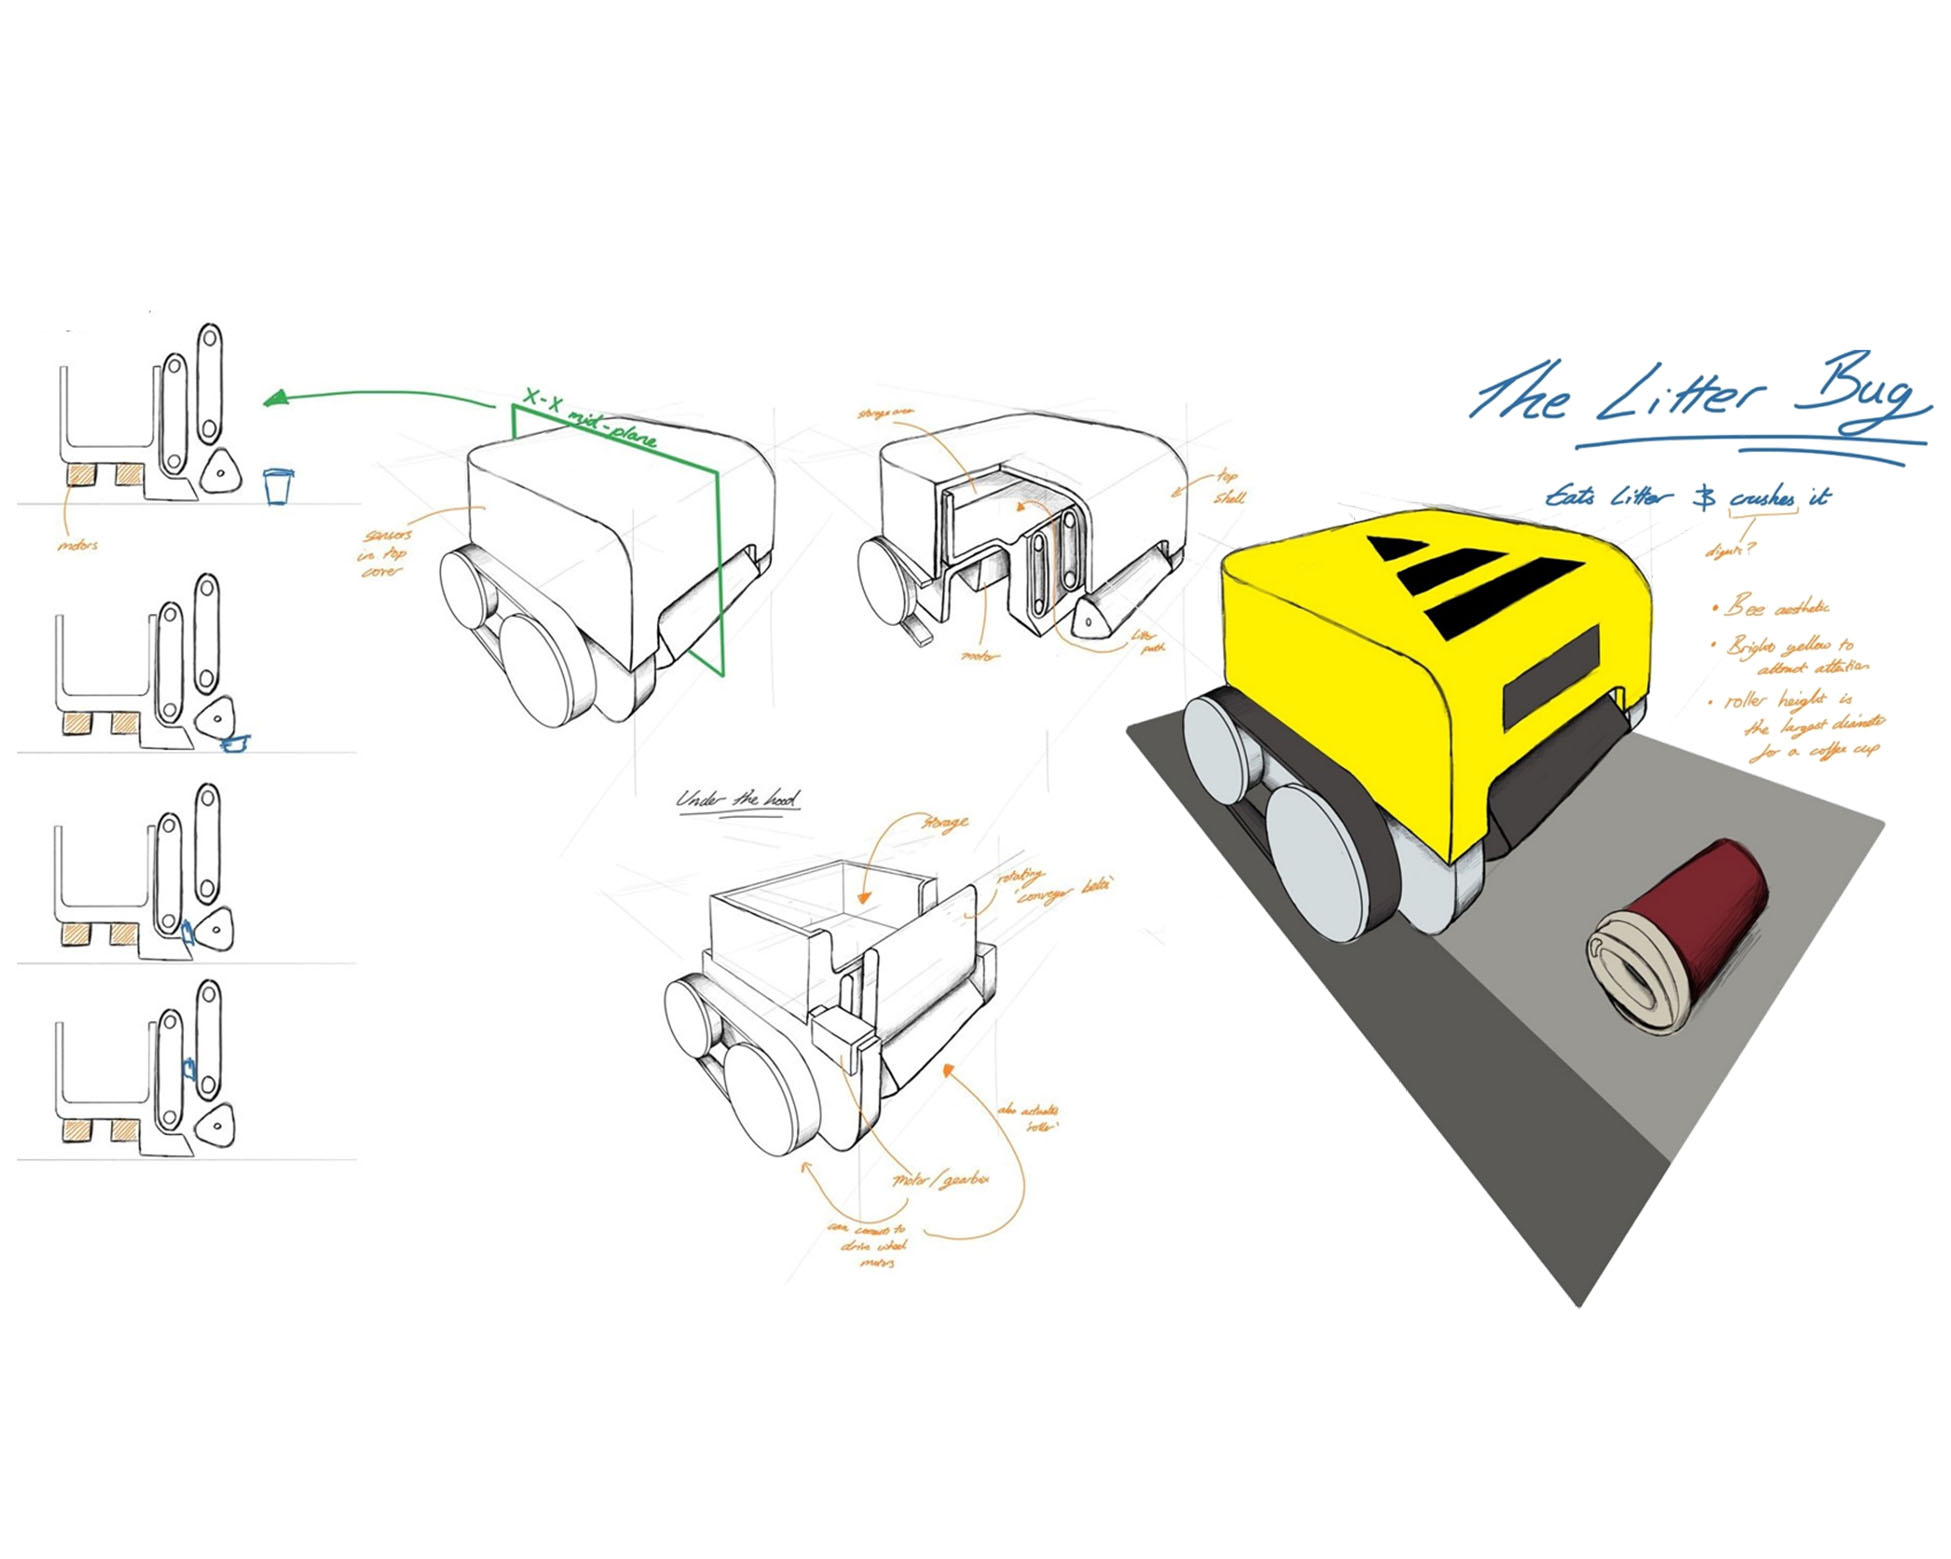 The Litter Bug
Eats Litter & crushes it
digests?
• Bee aesthetic
• Bright yellow to
attract attention
• roller height is
the largest diameter
for a coffee cup
X-X mid-plane
motors
sensors
in top
cover
storage area
top
shell
motor
litter
path
Under the hood
storage
rotating
'conveyor belts'
also actuates
'roller'
motor/gearbox
can connect to
drive wheel
motors